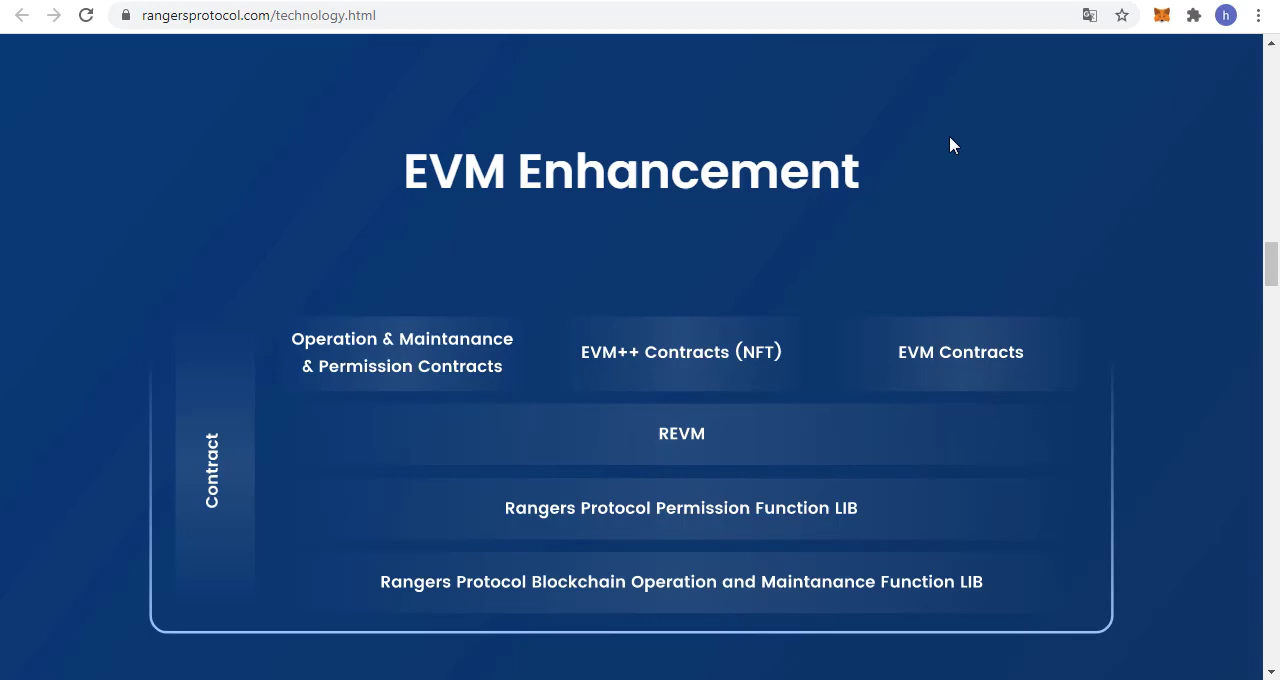 rangersprotocol.com/technology.html
h
EVM Enhancement
Operation & Maintanance
& Permission Contracts
EVM++ Contracts (NFT)
EVM Contracts
Contract
REVM
Rangers Protocol Permission Function LIB
Rangers Protocol Blockchain Operation and Maintanance Function LIB